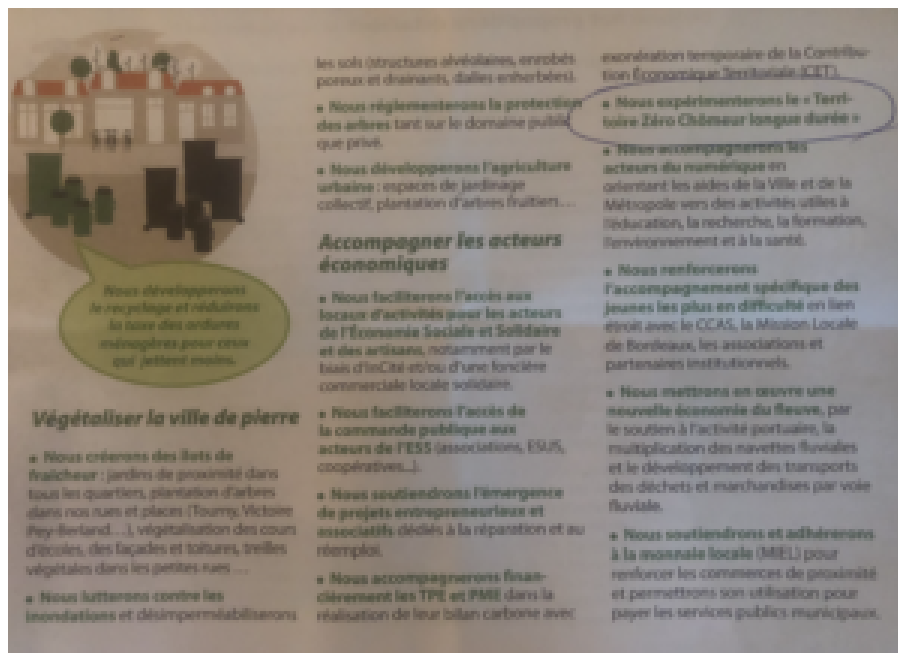 Nous développerons
le recyclage et réduirons
la taxe des ordures
ménagères pour ceux
qui jettent moins.
Végétaliser la ville de pierre
• Nous créerons des îlots de
fraîcheur : jardins de proximité dans
tous les quartiers, plantation d'arbres
dans nos rues et places (Tourny, Victoire
Pey-Berland…), végétalisation des cours
d'écoles, des façades et toitures, treilles
végétales dans les petites rues …
• Nous lutterons contre les
inondations et désimperméabiliserons
les sols (structures alvéolaires, enrobés
poreux et drainants, dalles enherbées).
• Nous réglementerons la protection
des arbres tant sur le domaine public
que privé.
• Nous développerons l'agriculture
urbaine : espaces de jardinage
collectif, plantation d'arbres fruitiers…
Accompagner les acteurs
économiques
• Nous faciliterons l'accès aux
locaux d'activités pour les acteurs
de l'Économie Sociale et Solidaire
et des artisans, notamment par le
biais d'InCité et/ou d'une foncière
commerciale locale solidaire.
• Nous faciliterons l'accès de
la commande publique aux
acteurs de l'ESS (associations, ESUS,
coopératives...).
• Nous soutiendrons l'émergence
de projets entrepreneuriaux et
associatifs dédiés à la réparation et au
réemploi.
• Nous accompagnerons finan-
cièrement les TPE et PME dans la
réalisation de leur bilan carbone avec
exonération temporaire de la Contribu-
tion Économique Territoriale (CET).
• Nous expérimenterons le « Terri-
toire Zéro Chômeur longue durée »
• Nous accompagnerons les
acteurs du numérique en
orientant les aides de la Ville et de la
Métropole vers des activités utiles à
l'éducation, la recherche, la formation,
l'environnement et à la santé.
• Nous renforcerons
l'accompagnement spécifique des
jeunes les plus en difficulté en lien
étroit avec le CCAS, la Mission Locale
de Bordeaux, les associations et
partenaires institutionnels.
• Nous mettrons en œuvre une
nouvelle économie du fleuve, par
le soutien à l'activité portuaire, la
multiplication des navettes fluviales
et le développement des transports
des déchets et marchandises par voie
fluviale.
• Nous soutiendrons et adhérerons
à la monnaie locale (MIEL) pour
renforcer les commerces de proximité
et permettrons son utilisation pour
payer les services publics municipaux.